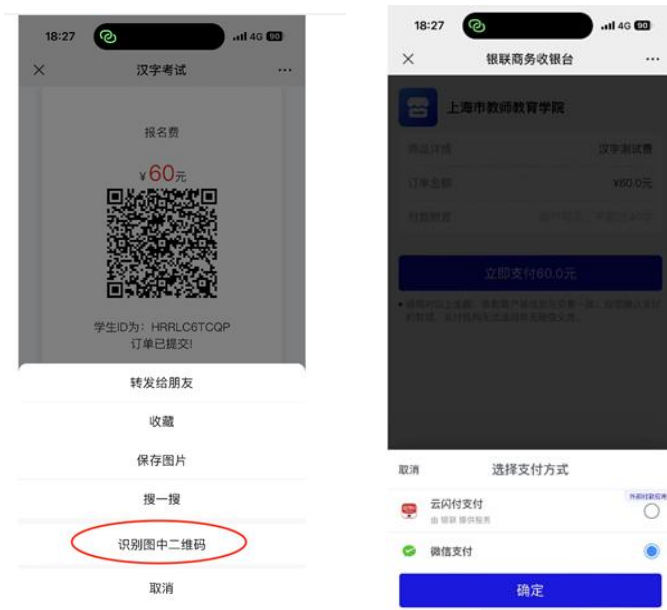 18:27
4G 90
汉字考试
报名费
¥60元
学生ID为: HRRLC6TCQP
订单已提交!
转发给朋友
收藏
保存图片
搜一搜
识别图中二维码
取消
18:27
4G 90
银联商务收银台
上海市教师教育学院
商品详情 汉字测试费
订单金额 ¥60.0元
立即支付60.0元
取消 选择支付方式
云闪付支付
由 银联 提供服务
微信支付
确定